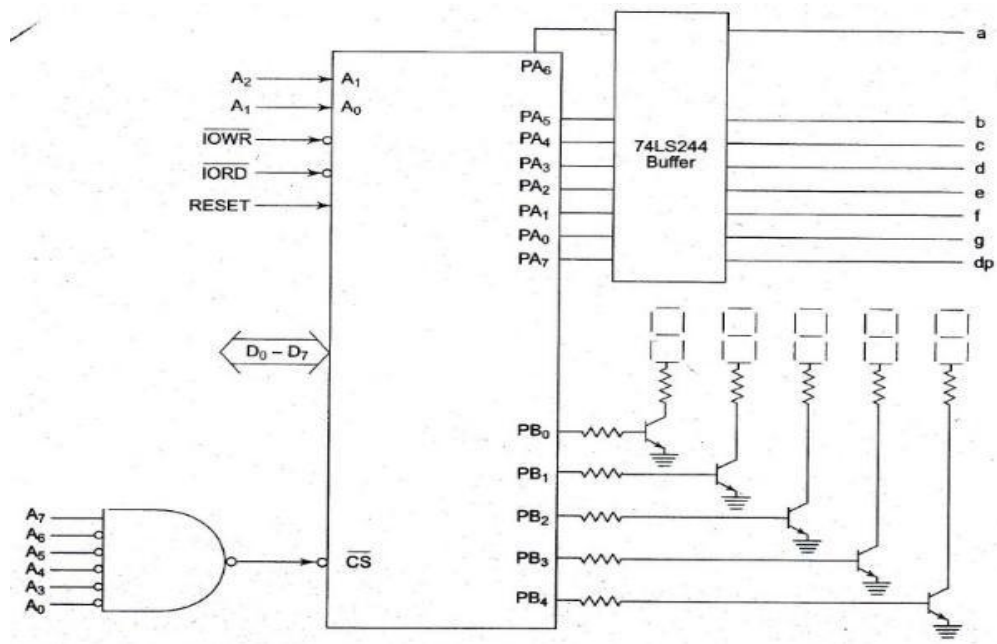 a
PA₆
A₂ A₁
A₁ A₀
IOWR
IORD
RESET
PA₅ b
PA₄ c
PA₃ d
PA₂ e
PA₁ f
PA₀ g
PA₇ dp
74LS244
Buffer
D₀ – D₇
PB₀
PB₁
PB₂
PB₃
PB₄
A₇
A₆
A₅
A₄
A₃
A₀
CS